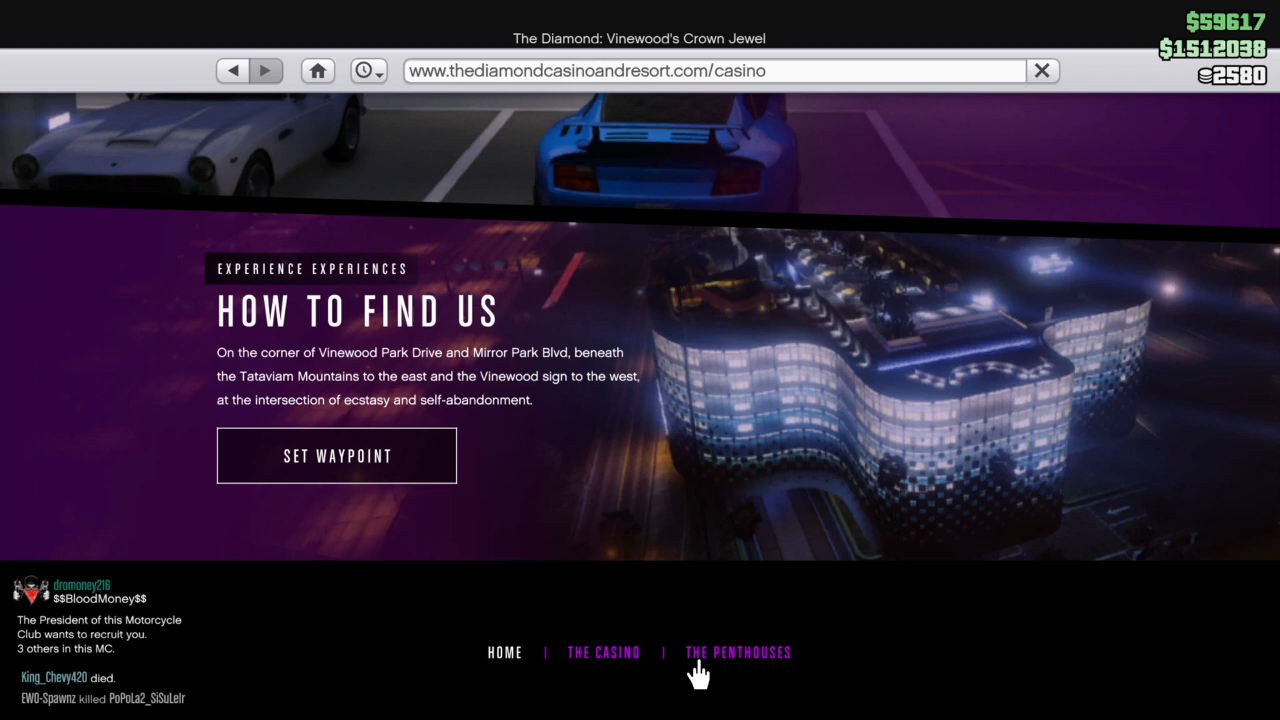 The Diamond: Vinewood's Crown Jewel
$59617
$1512038
2580
www.thediamondcasinoandresort.com/casino
EXPERIENCE EXPERIENCES
HOW TO FIND US
On the corner of Vinewood Park Drive and Mirror Park Blvd, beneath
the Tataviam Mountains to the east and the Vinewood sign to the west,
at the intersection of ecstasy and self-abandonment.
SET WAYPOINT
dromoney216
$$BloodMoney$$
The President of this Motorcycle
Club wants to recruit you.
3 others in this MC.
King_Chevy420 died.
EWO-Spawnz killed PoPoLa2_SiSuLeIr
HOME | THE CASINO | THE PENTHOUSES